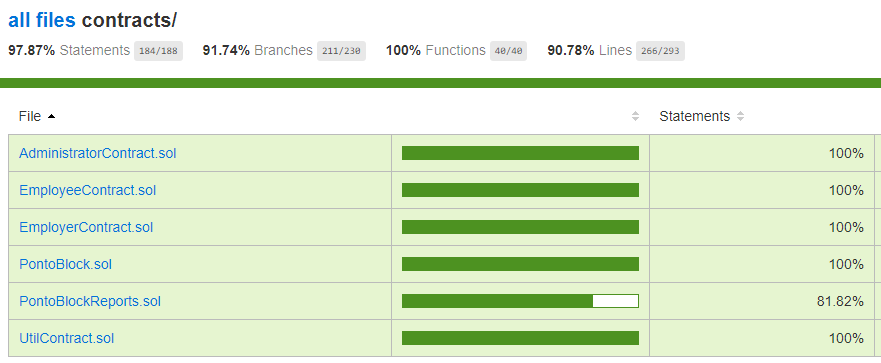 all files contracts/
97.87% Statements 184/188 91.74% Branches 211/230 100% Functions 40/40 90.78% Lines 266/293
File Statements
AdministratorContract.sol 100%
EmployeeContract.sol 100%
EmployerContract.sol 100%
PontoBlock.sol 100%
PontoBlockReports.sol 81.82%
UtilContract.sol 100%